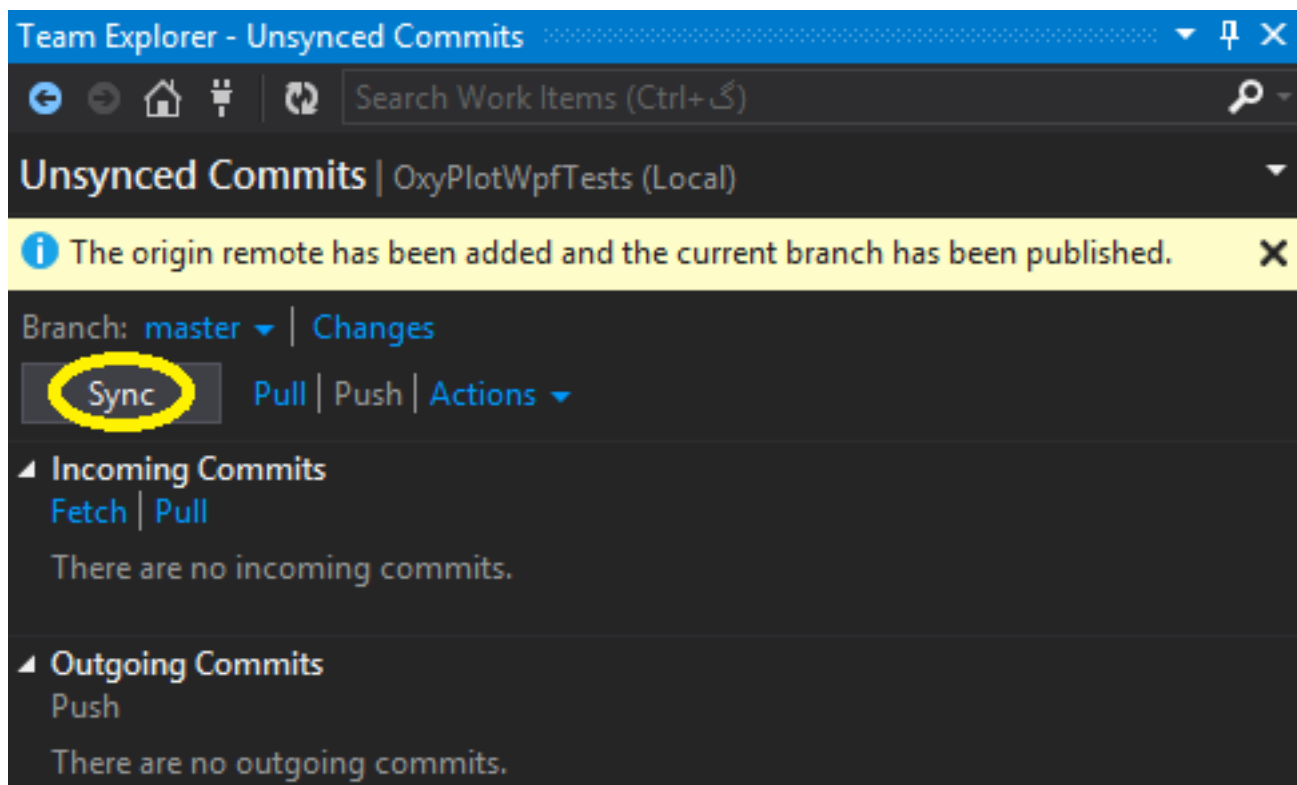 Team Explorer - Unsynced Commits
Search Work Items (Ctrl+گ)
Unsynced Commits | OxyPlotWpfTests (Local)
The origin remote has been added and the current branch has been published.
Branch: master | Changes
Sync Pull | Push | Actions
Incoming Commits
Fetch | Pull
There are no incoming commits.
Outgoing Commits
Push
There are no outgoing commits.